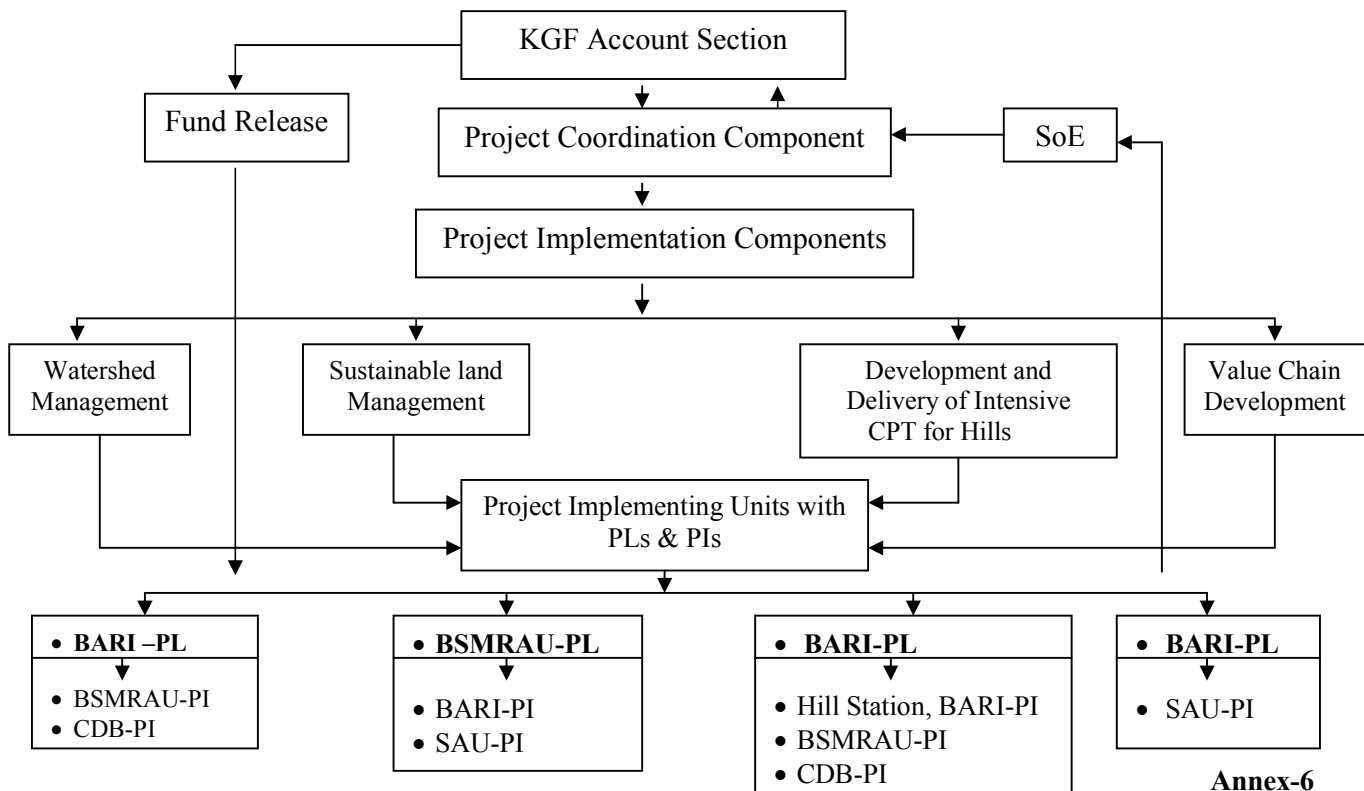 KGF Account Section
Fund Release
Project Coordination Component
SoE
Project Implementation Components
Watershed
Management
Sustainable land
Management
Development and
Delivery of Intensive
CPT for Hills
Value Chain
Development
Project Implementing Units with
PLs & PIs
• BARI –PL
• BSMRAU-PI
• CDB-PI
• BSMRAU-PL
• BARI-PI
• SAU-PI
• BARI-PL
• Hill Station, BARI-PI
• BSMRAU-PI
• CDB-PI
• BARI-PL
• SAU-PI
Annex-6